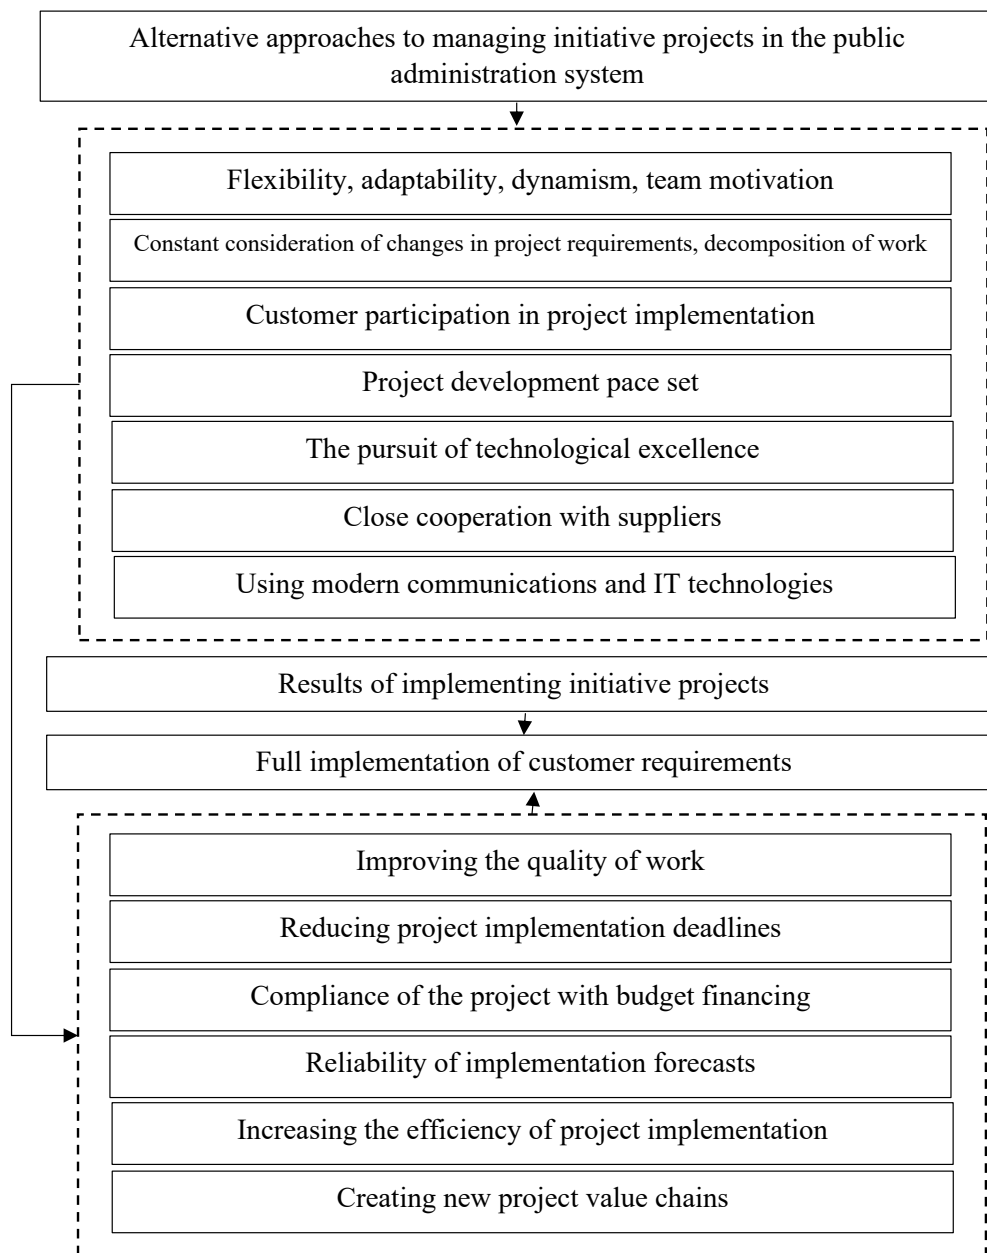 Alternative approaches to managing initiative projects in the public
administration system
Flexibility, adaptability, dynamism, team motivation
Constant consideration of changes in project requirements, decomposition of work
Customer participation in project implementation
Project development pace set
The pursuit of technological excellence
Close cooperation with suppliers
Using modern communications and IT technologies
Results of implementing initiative projects
Full implementation of customer requirements
Improving the quality of work
Reducing project implementation deadlines
Compliance of the project with budget financing
Reliability of implementation forecasts
Increasing the efficiency of project implementation
Creating new project value chains